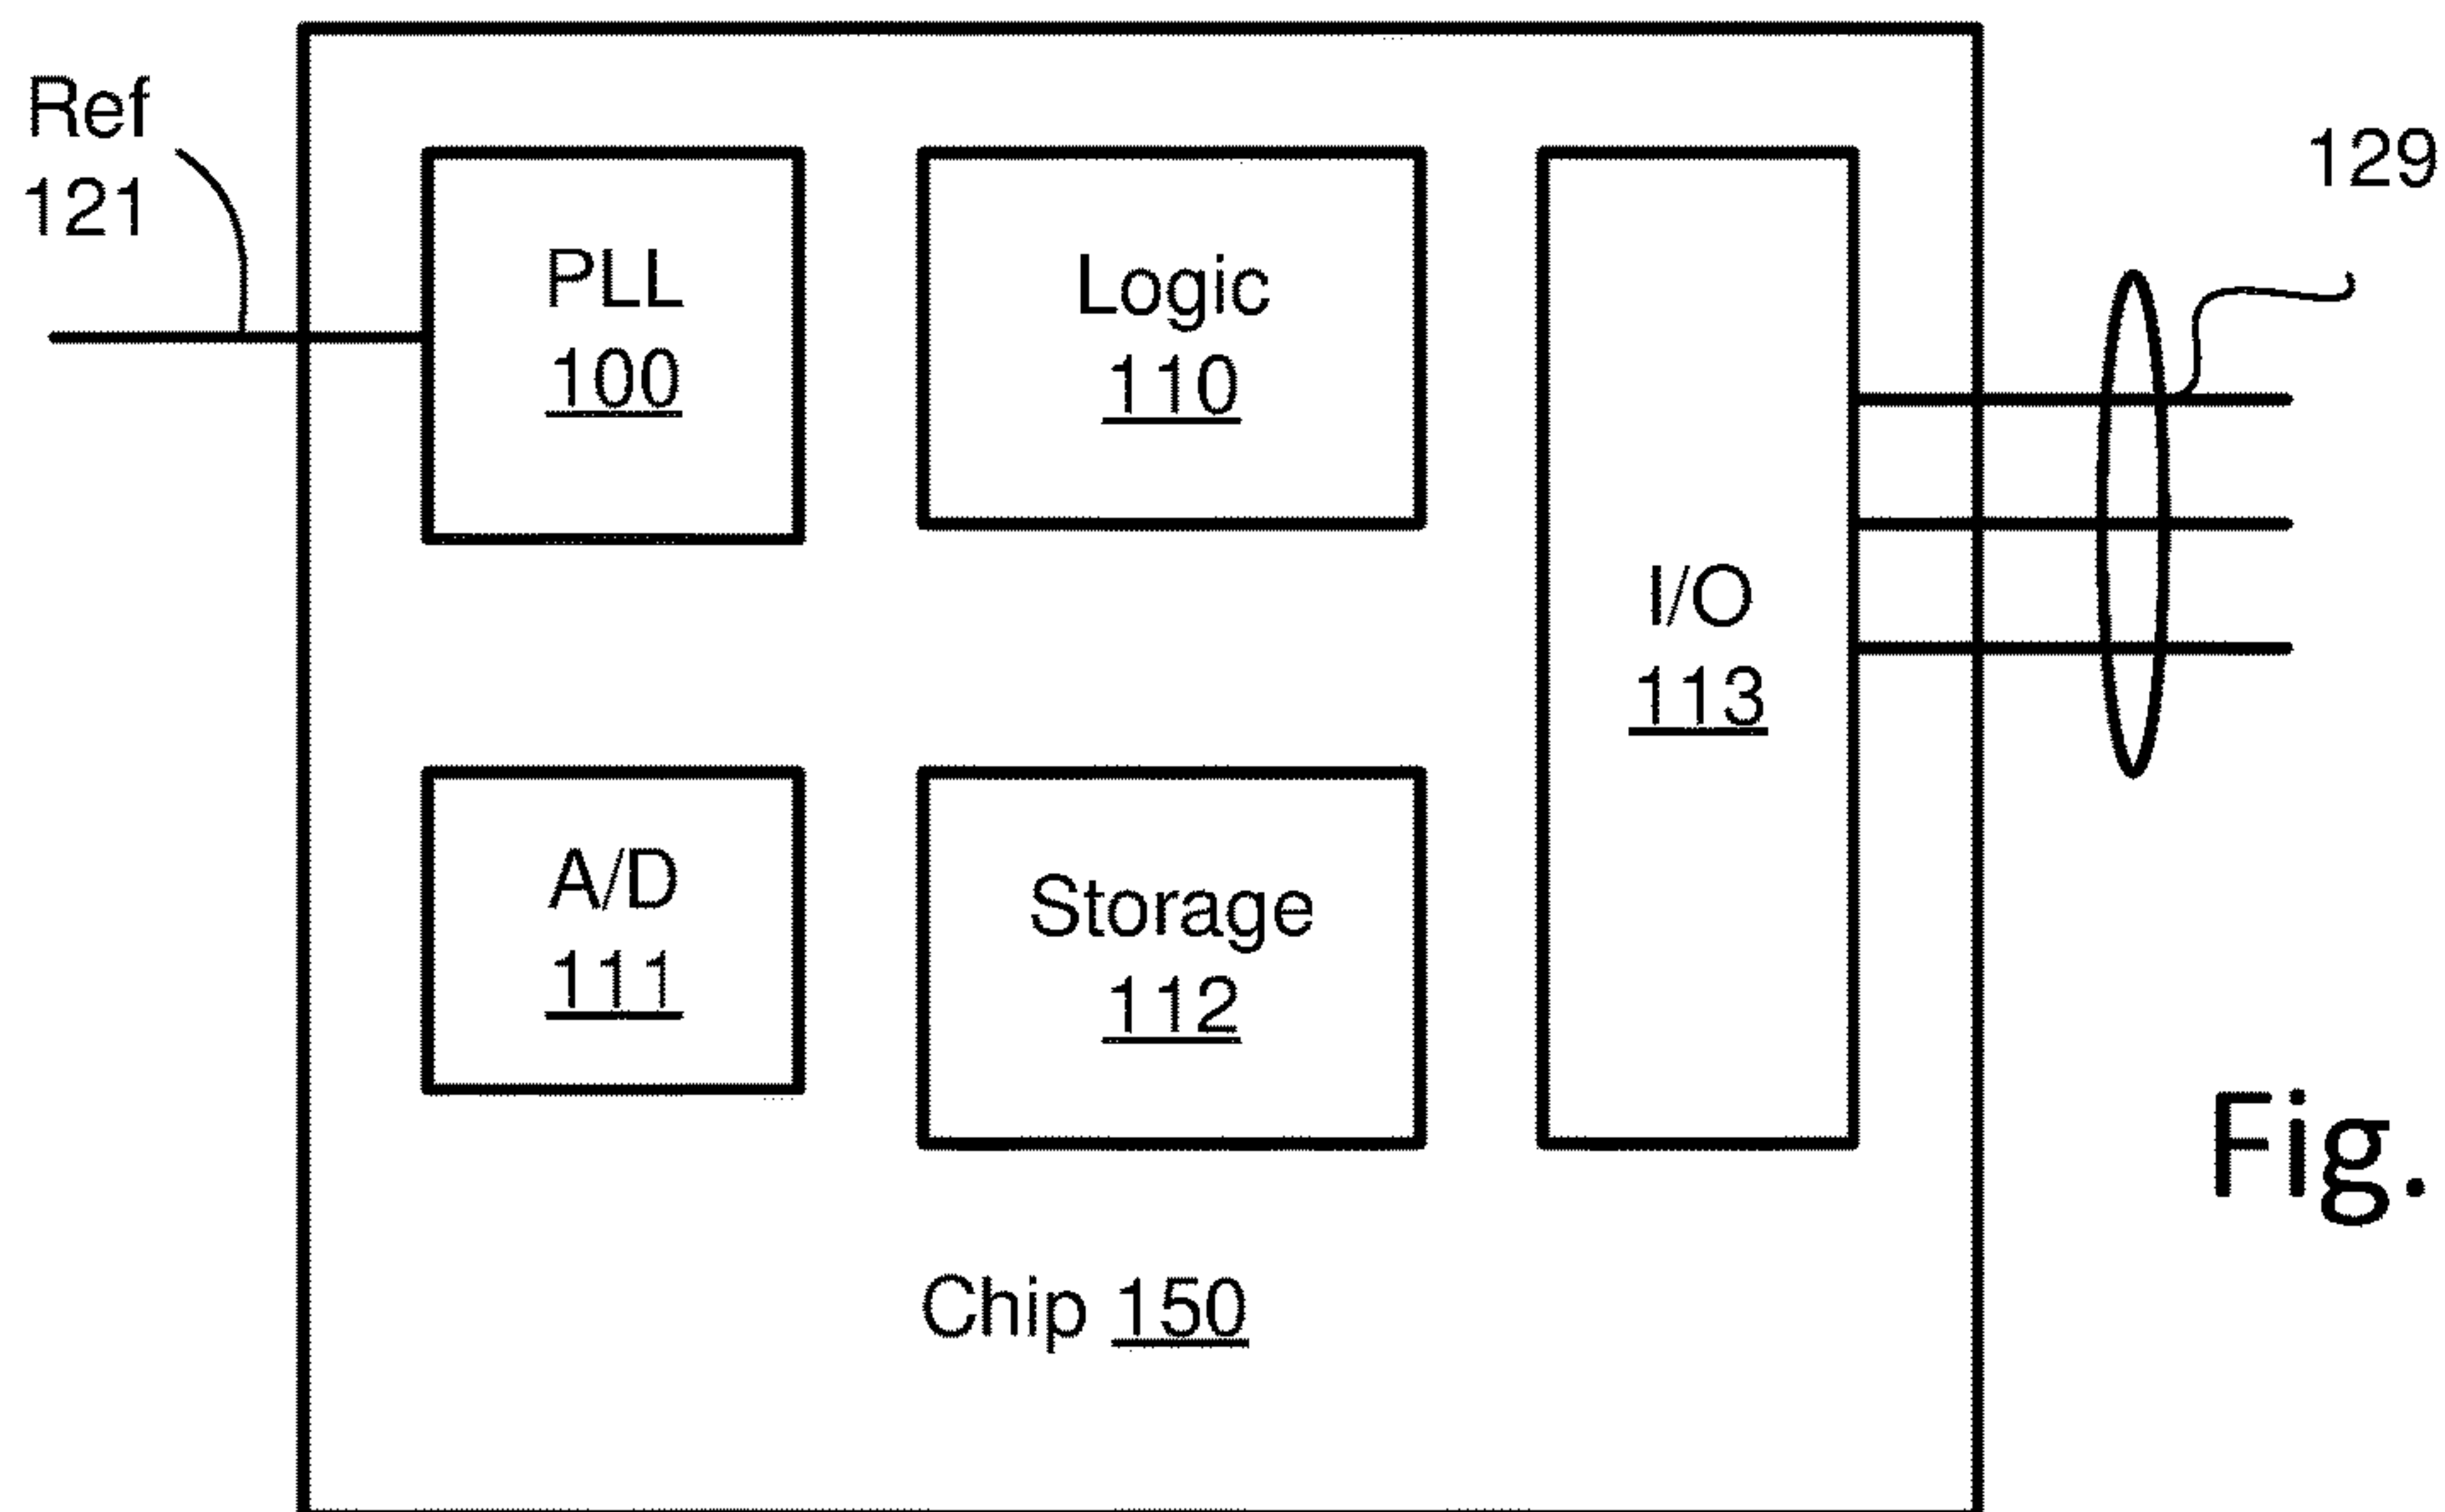 Ref
121
PLL
100
Logic
110
I/O
113
129
A/D
111
Storage
112
Chip 150
Fig.